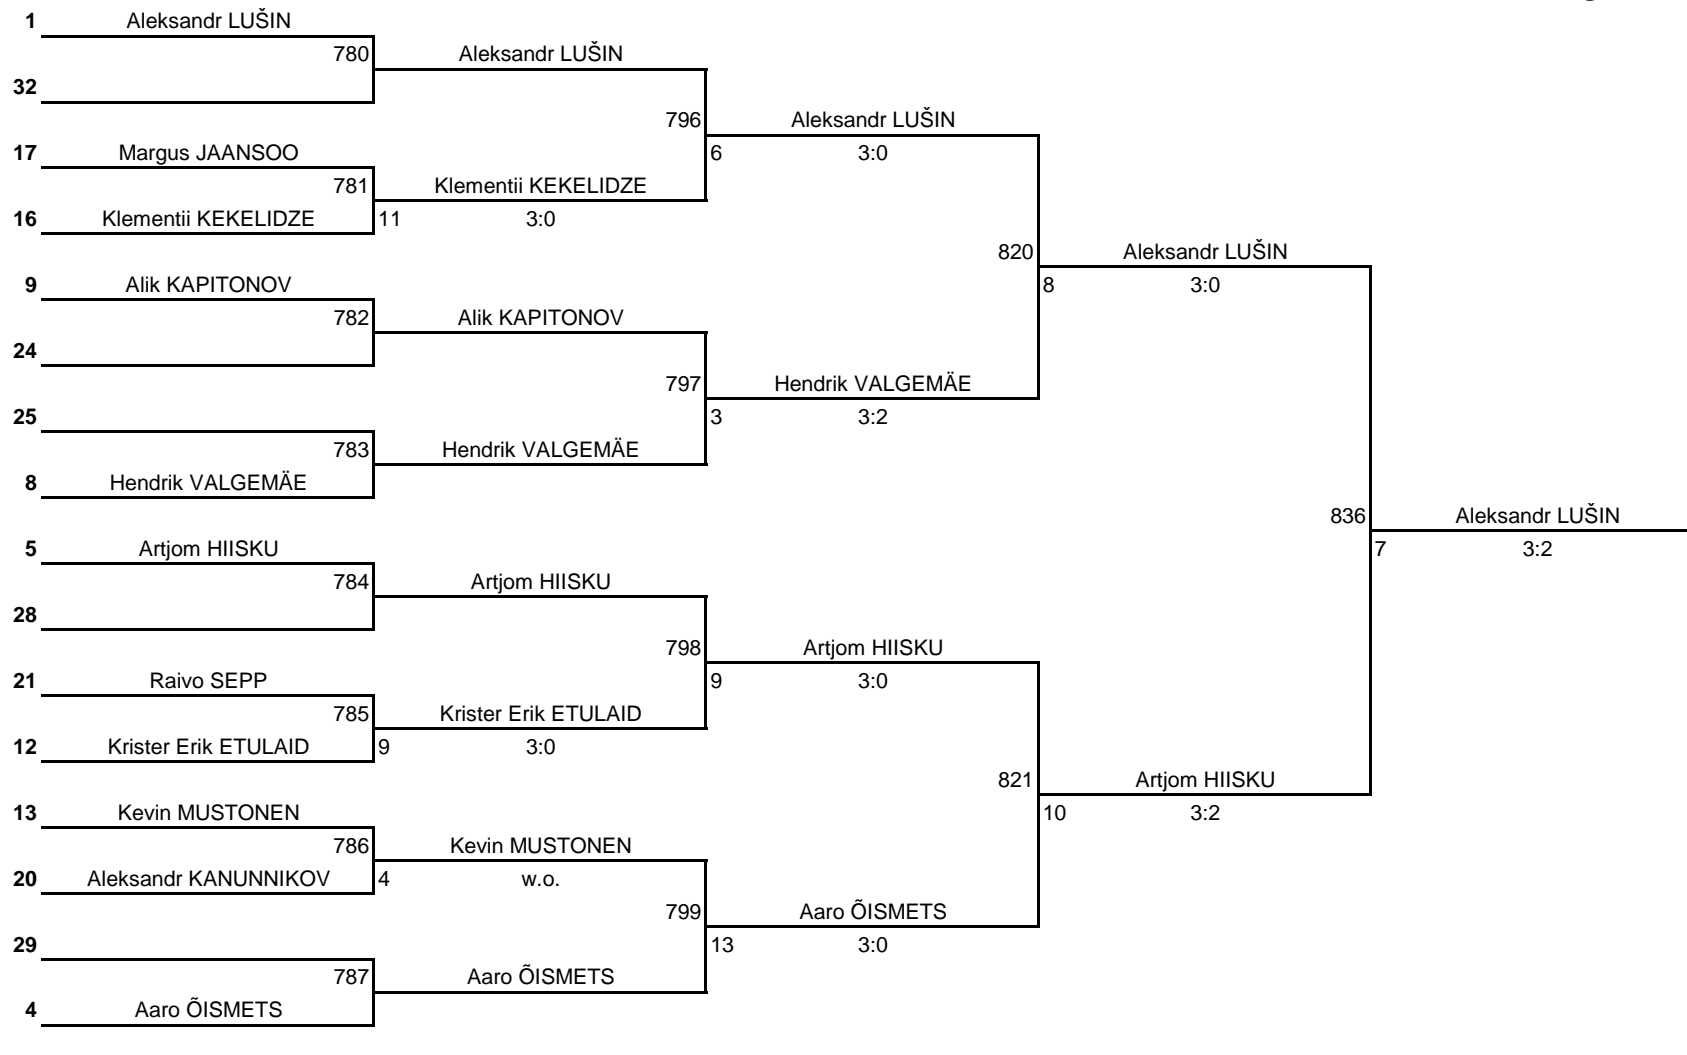 1 Aleksandr LUŠIN
780 Aleksandr LUŠIN
32
796 Aleksandr LUŠIN
17 Margus JAANSOO 6 3:0
781 Klementii KEKELIDZE
16 Klementii KEKELIDZE 11 3:0
820 Aleksandr LUŠIN
9 Alik KAPITONOV 8 3:0
782 Alik KAPITONOV
24
797 Hendrik VALGEMÄE
25 3 3:2
783 Hendrik VALGEMÄE
8 Hendrik VALGEMÄE
836 Aleksandr LUŠIN
5 Artjom HIISKU 7 3:2
784 Artjom HIISKU
28
798 Artjom HIISKU
21 Raivo SEPP 9 3:0
785 Krister Erik ETULAID
12 Krister Erik ETULAID 9 3:0
821 Artjom HIISKU
13 Kevin MUSTONEN 10 3:2
786 Kevin MUSTONEN
20 Aleksandr KANUNNIKOV 4 w.o.
799 Aaro ÕISMETS
29 13 3:0
787 Aaro ÕISMETS
4 Aaro ÕISMETS